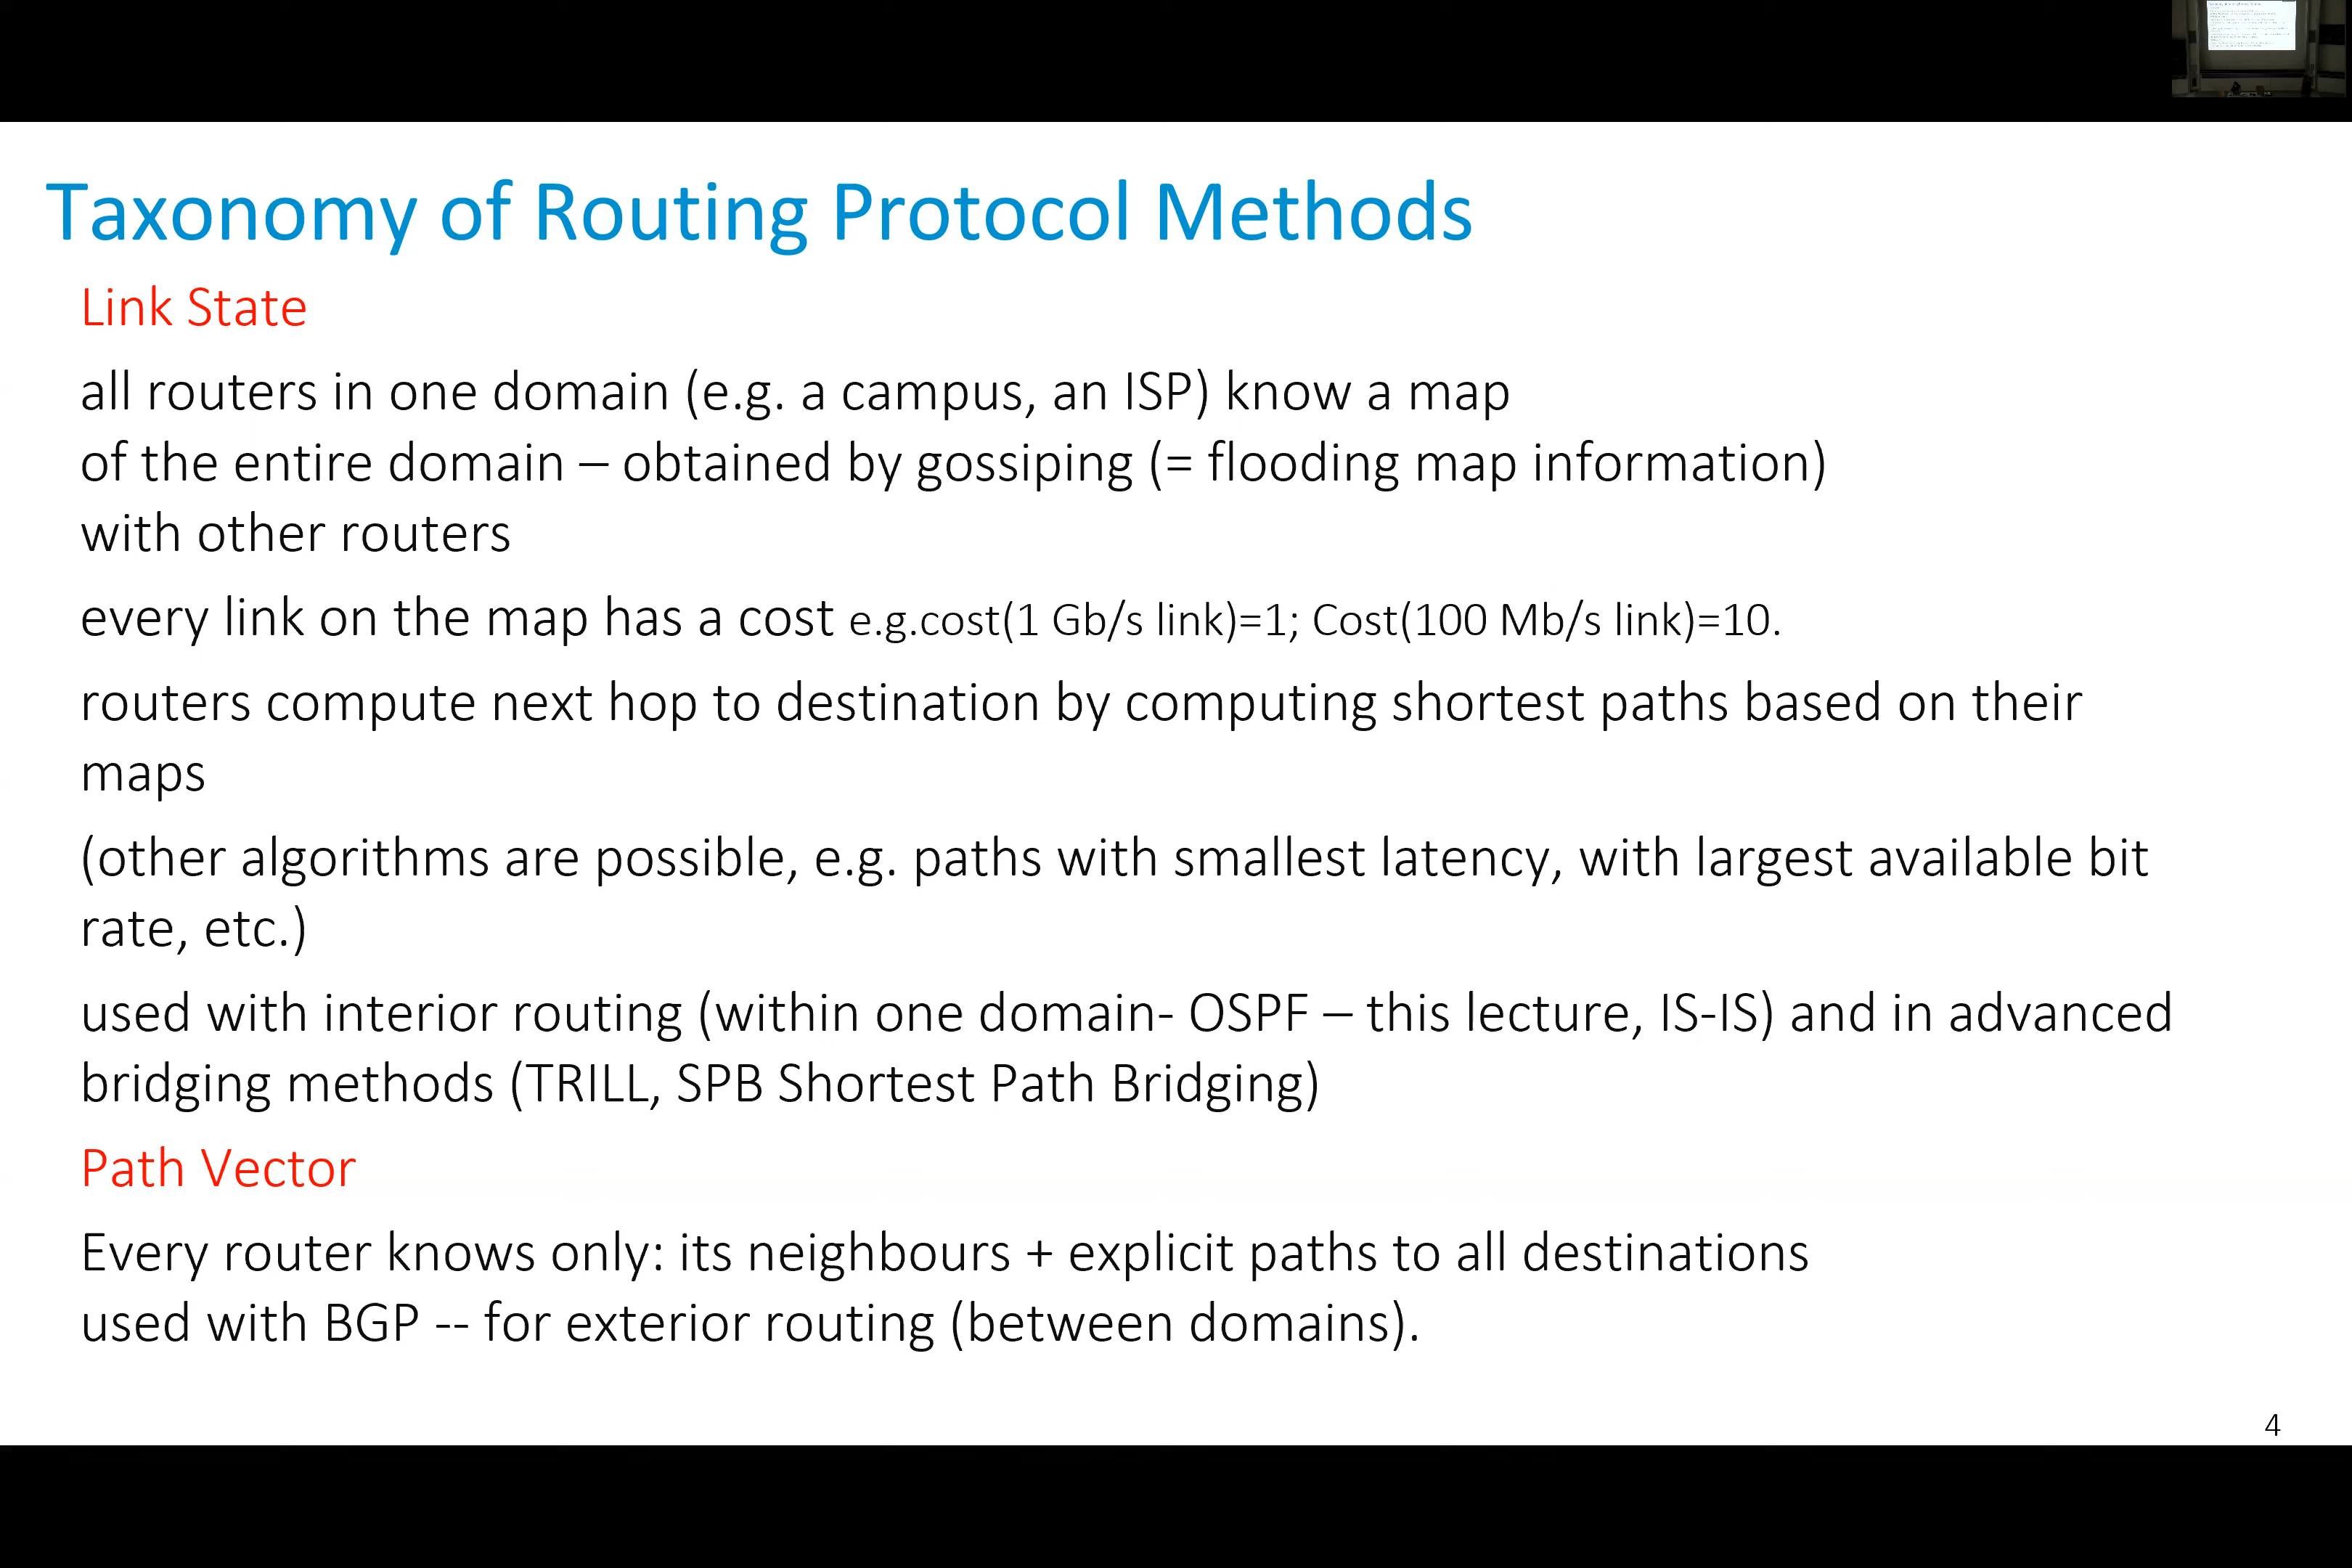 Taxonomy of Routing Protocol Methods
Link State
all routers in one domain (e.g. a campus, an ISP) know a map
of the entire domain – obtained by gossiping (= flooding map information)
with other routers
every link on the map has a cost e.g.cost(1 Gb/s link)=1; Cost(100 Mb/s link)=10.
routers compute next hop to destination by computing shortest paths based on their
maps
(other algorithms are possible, e.g. paths with smallest latency, with largest available bit
rate, etc.)
used with interior routing (within one domain- OSPF – this lecture, IS-IS) and in advanced
bridging methods (TRILL, SPB Shortest Path Bridging)
Path Vector
Every router knows only: its neighbours + explicit paths to all destinations
used with BGP -- for exterior routing (between domains).
4